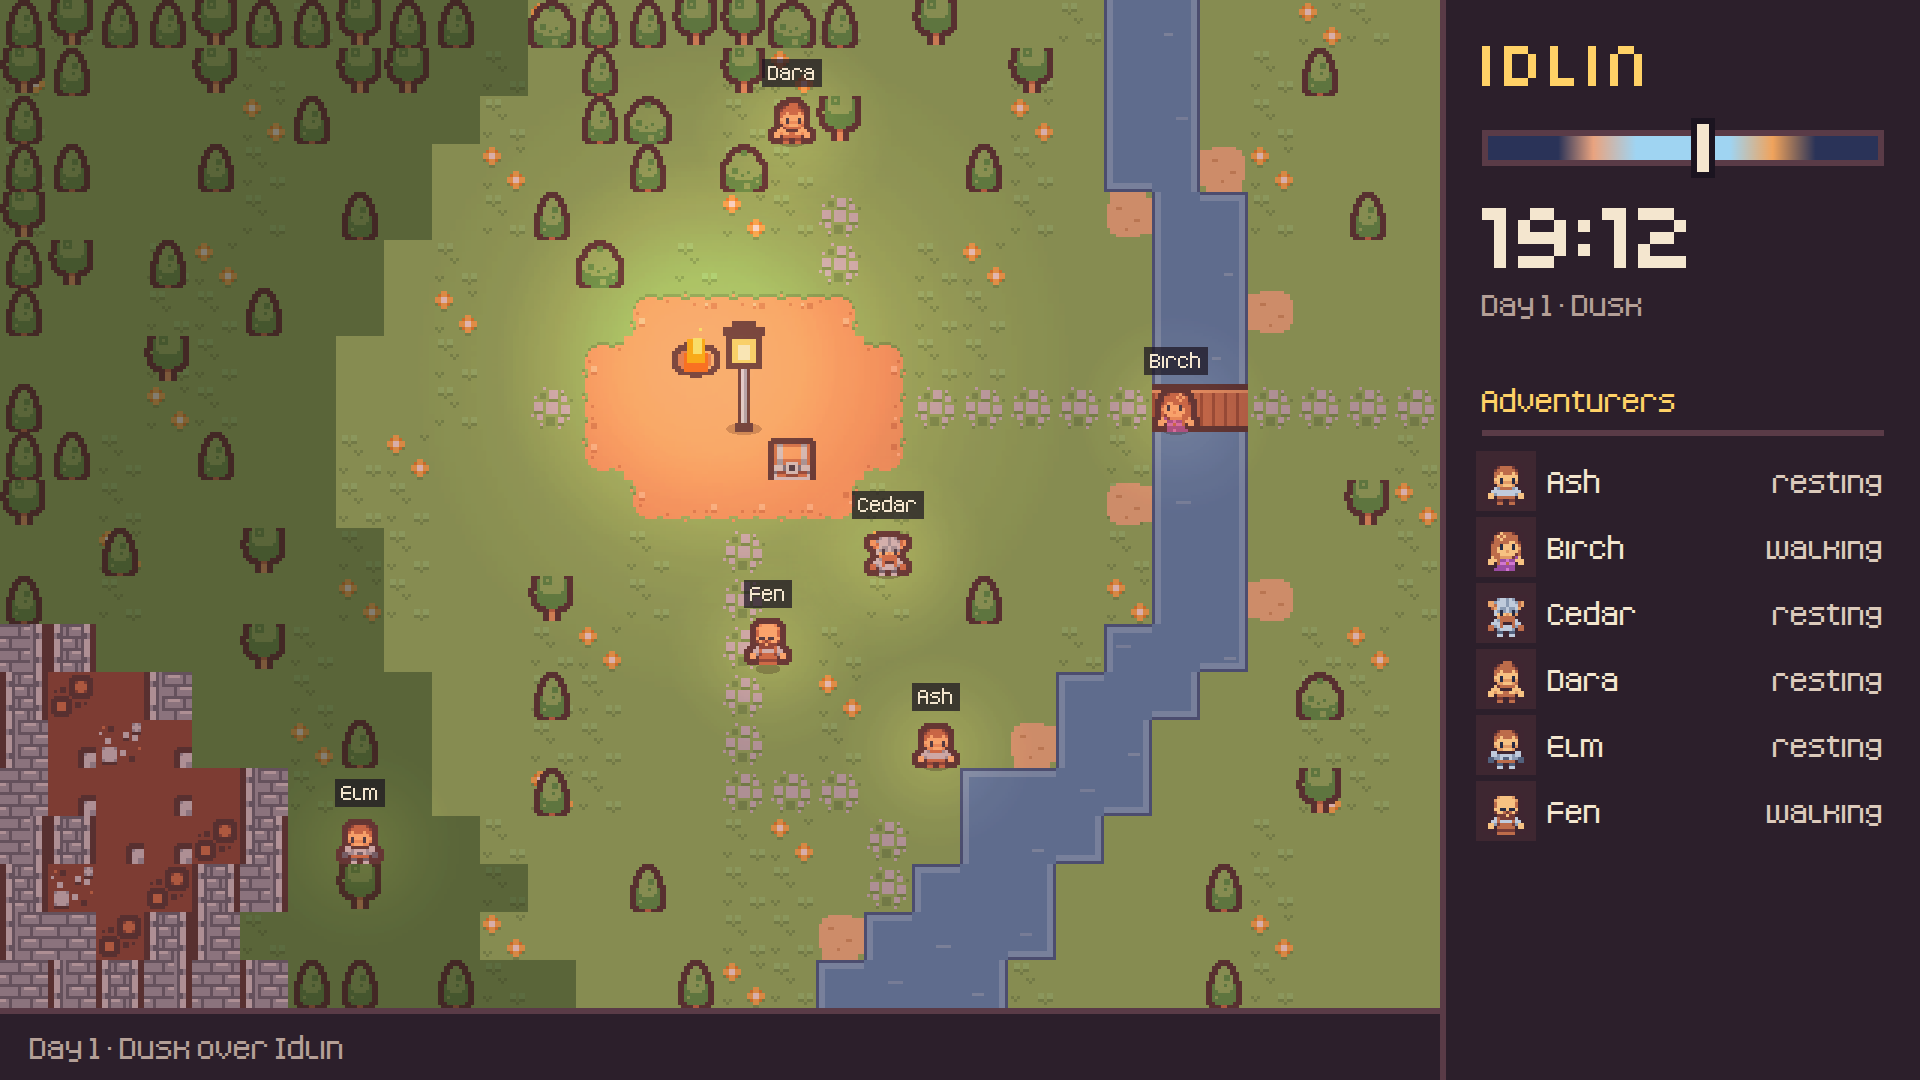 Dara
Birch
Cedar
Fen
Ash
Elm
Day 1 · Dusk over Idlin
IDLIN
19:12
Day 1 · Dusk
Adventurers
Ash resting
Birch walking
Cedar resting
Dara resting
Elm resting
Fen walking